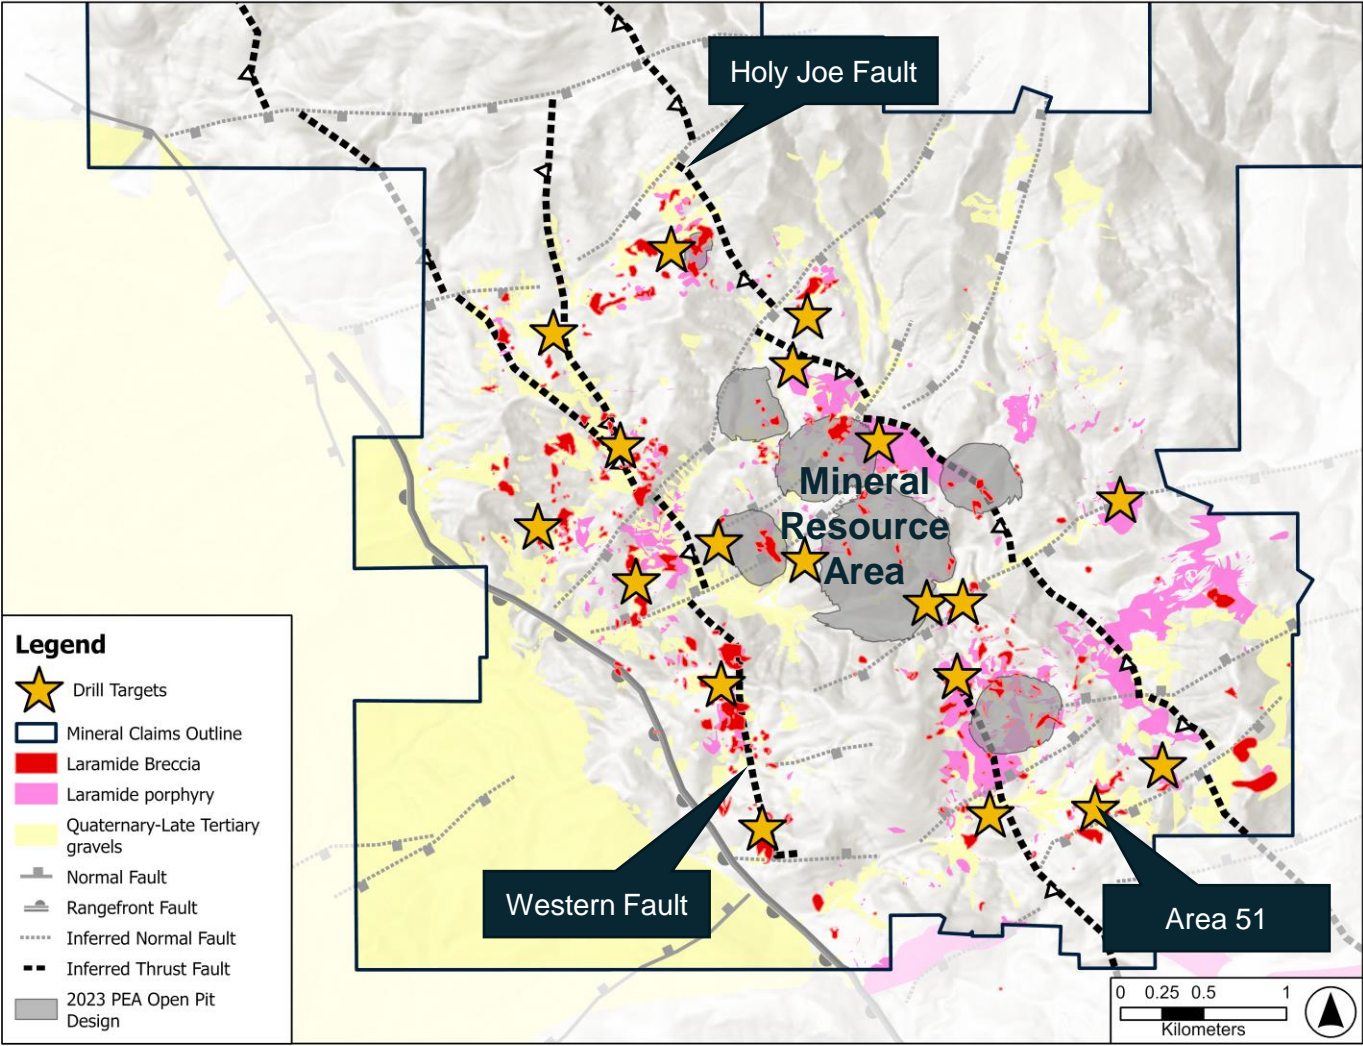 Holy Joe Fault
Mineral
Resource
Area
Western Fault
Area 51
Legend
Drill Targets
Mineral Claims Outline
Laramide Breccia
Laramide porphyry
Quaternary-Late Tertiary
gravels
Normal Fault
Rangefront Fault
Inferred Normal Fault
Inferred Thrust Fault
2023 PEA Open Pit
Design
0 0.25 0.5 1
Kilometers